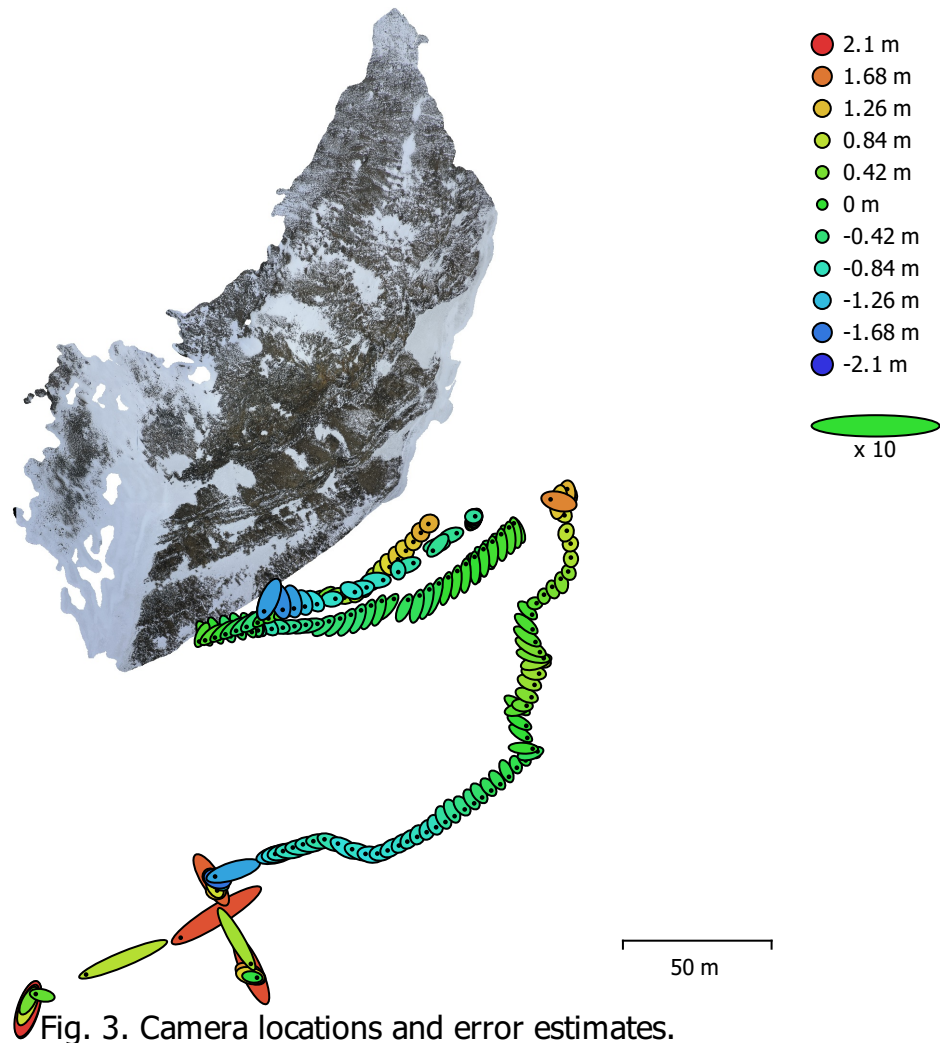 2.1 m
1.68 m
1.26 m
0.84 m
0.42 m
0 m
-0.42 m
-0.84 m
-1.26 m
-1.68 m
-2.1 m
x 10
50 m
Fig. 3. Camera locations and error estimates.